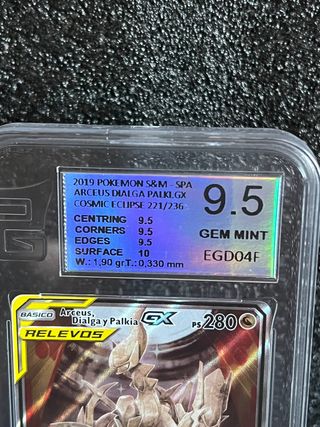 2019 POKEMON S&M - SPA
ARCEUS DIALGA PALKI.GX
COSMIC ECLIPSE 221/236
CENTRING 9.5
CORNERS 9.5
EDGES 9.5
SURFACE 10
W.: 1,90 grT.: 0,330 mm
9.5
GEM MINT
EGD04F
BÁSICO
Arceus,
Dialga y Palkia GX
PS280
RELEVOS